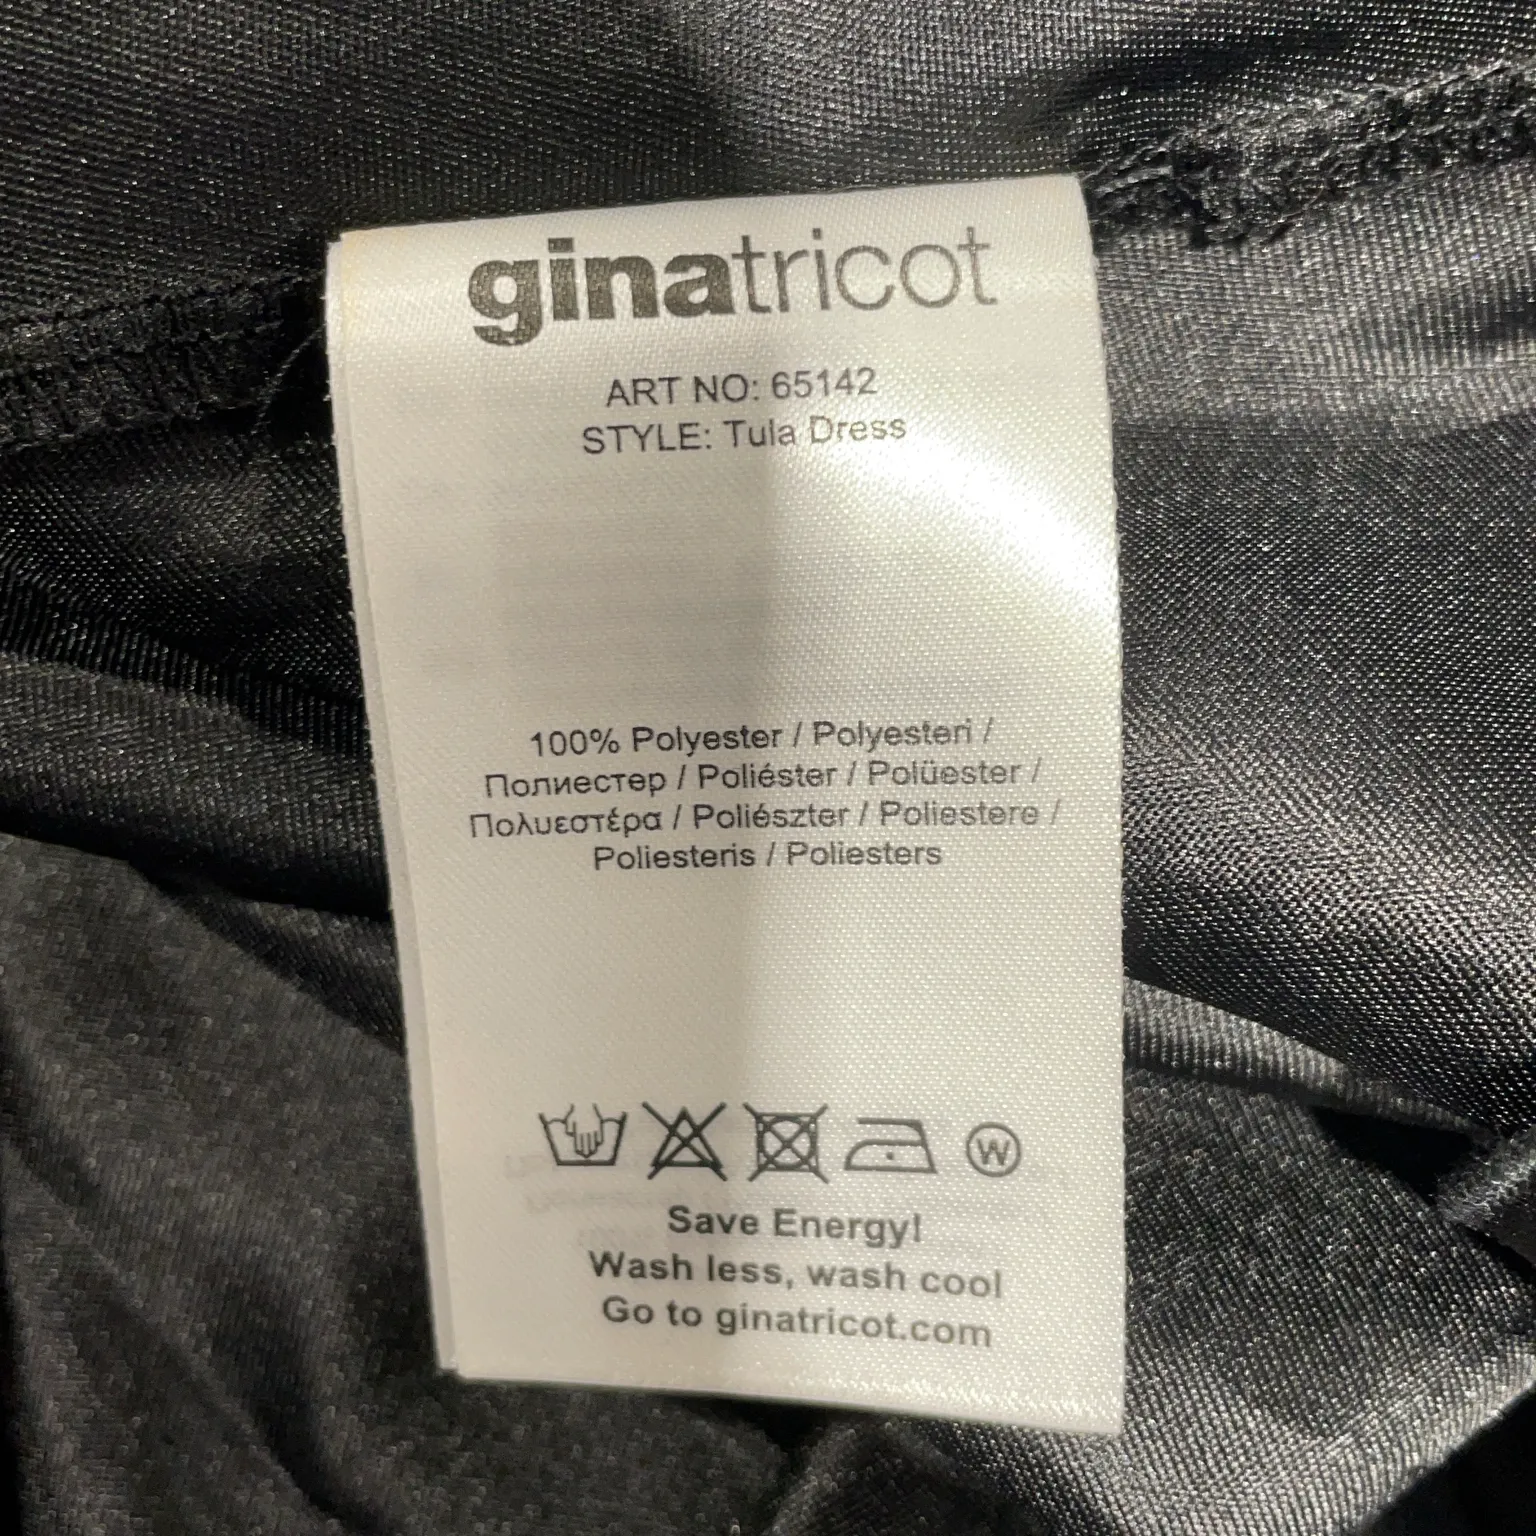 ginatricot
ART NO: 65142
STYLE: Tula Dress
100% Polyester / Polyesteri /
Полиестер / Poliéster / Polüester /
Πολυεστέρα / Poliészter / Poliestere /
Poliesteris / Poliesters
W
Save Energy!
Wash less, wash cool
Go to ginatricot.com